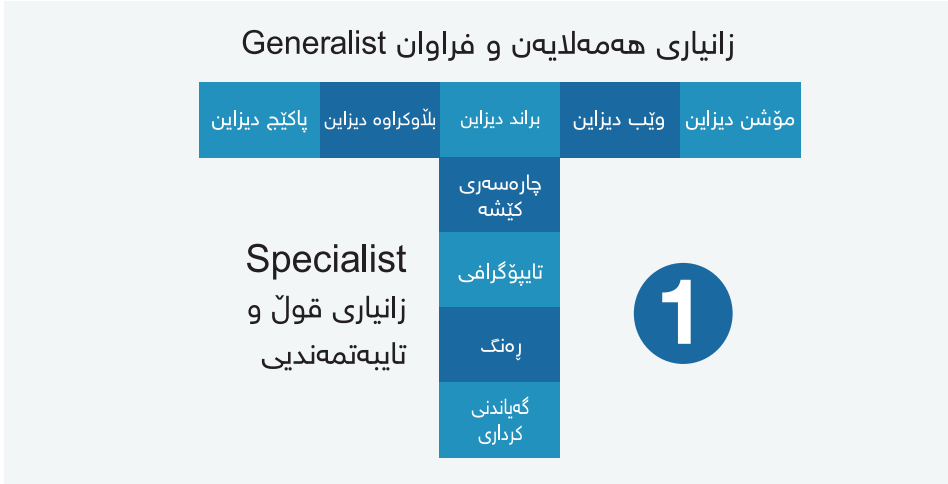 زانیاری هەمەلایەن و فراوان Generalist
مۆشن دیزاین
وێب دیزاین
براند دیزاین
بڵاوکراوە دیزاین
پاکێج دیزاین
چارەسەری
کێشە
تایپۆگرافی
ڕەنگ
گەیاندنی
کرداری
1
Specialist
زانیاری قوڵ و
تایبەتمەندیی